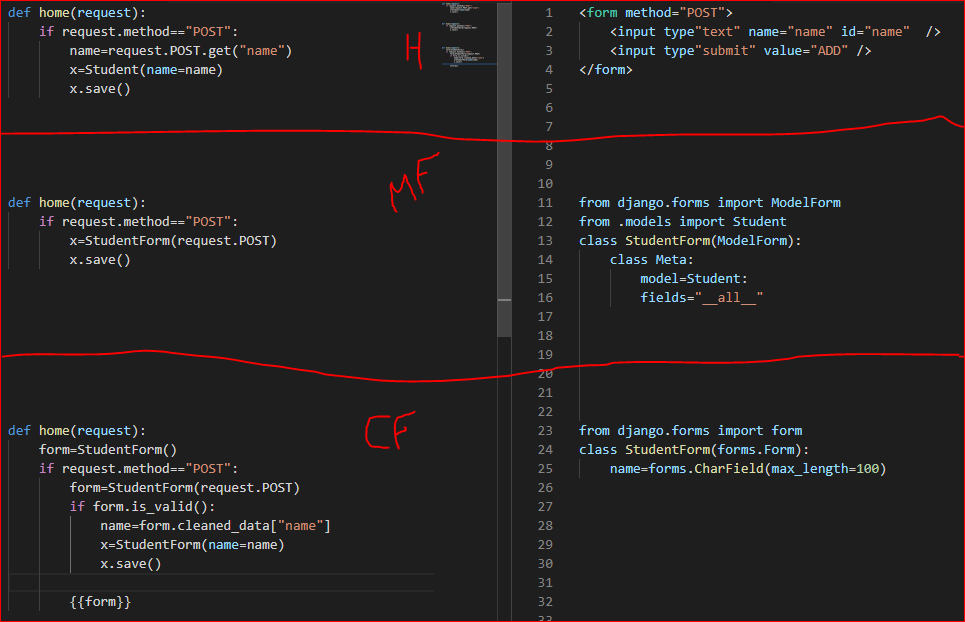 def home(request):
if request.method=="POST":
name=request.POST.get("name")
x=Student(name=name)
x.save()
H
1 <form method="POST">
2 <input type"text" name="name" id="name" />
3 <input type"submit" value="ADD" />
4 </form>
5
6
7
8
9
10
MF
def home(request):
if request.method=="POST":
x=StudentForm(request.POST)
x.save()
11 from django.forms import ModelForm
12 from .models import Student
13 class StudentForm(ModelForm):
14 class Meta:
15 model=Student:
16 fields="__all__"
17
18
19
20
21
22
CF
def home(request):
form=StudentForm()
if request.method=="POST":
form=StudentForm(request.POST)
if form.is_valid():
name=form.cleaned_data["name"]
x=StudentForm(name=name)
x.save()
{{form}}
23 from django.forms import form
24 class StudentForm(forms.Form):
25 name=forms.CharField(max_length=100)
26
27
28
29
30
31
32
33